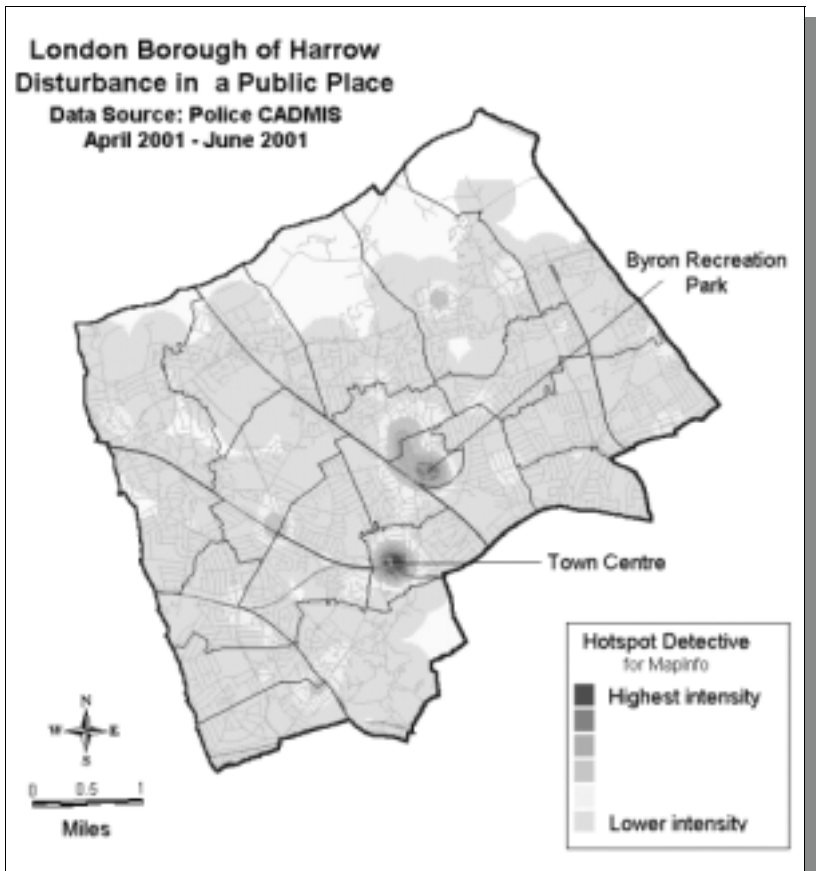 London Borough of Harrow
Disturbance in a Public Place
Data Source: Police CADMIS
April 2001 - June 2001
Byron Recreation
Park
Town Centre
Hotspot Detective
for MapInfo
Highest intensity
Lower intensity
N
W E
S
0 0.5 1
Miles